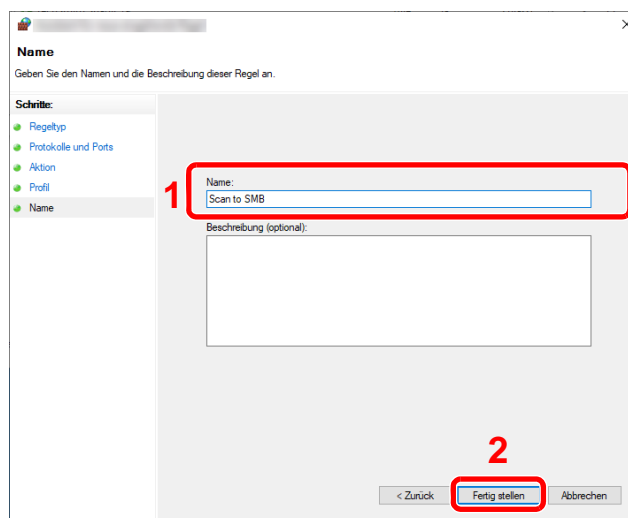 Name
Geben Sie den Namen und die Beschreibung dieser Regel an.
Schritte:
Regeltyp
Protokolle und Ports
Aktion
Profil
Name
1
Name:
Scan to SMB
Beschreibung (optional):
2
< Zurück
Fertig stellen
Abbrechen